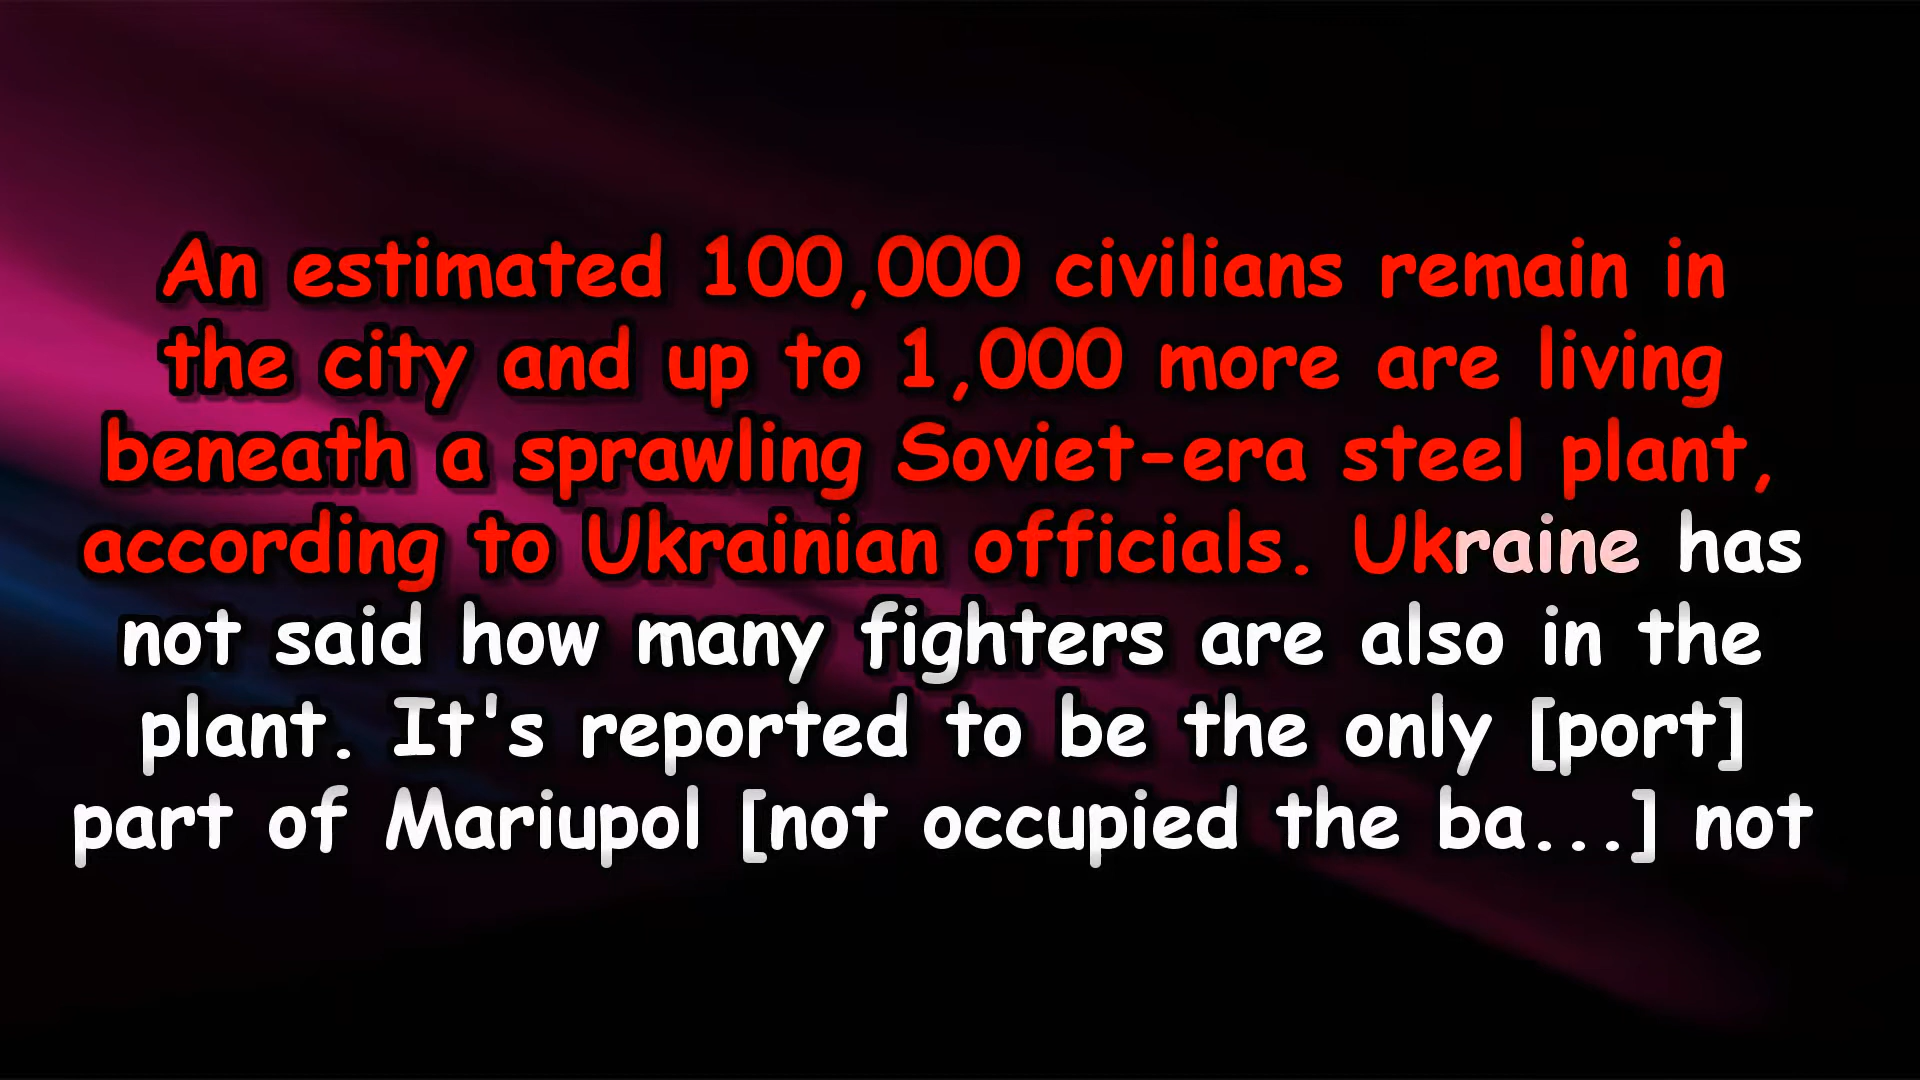 An estimated 100,000 civilians remain in
the city and up to 1,000 more are living
beneath a sprawling Soviet-era steel plant,
according to Ukrainian officials. Ukraine has
not said how many fighters are also in the
plant. It's reported to be the only [port]
part of Mariupol [not occupied the ba...] not